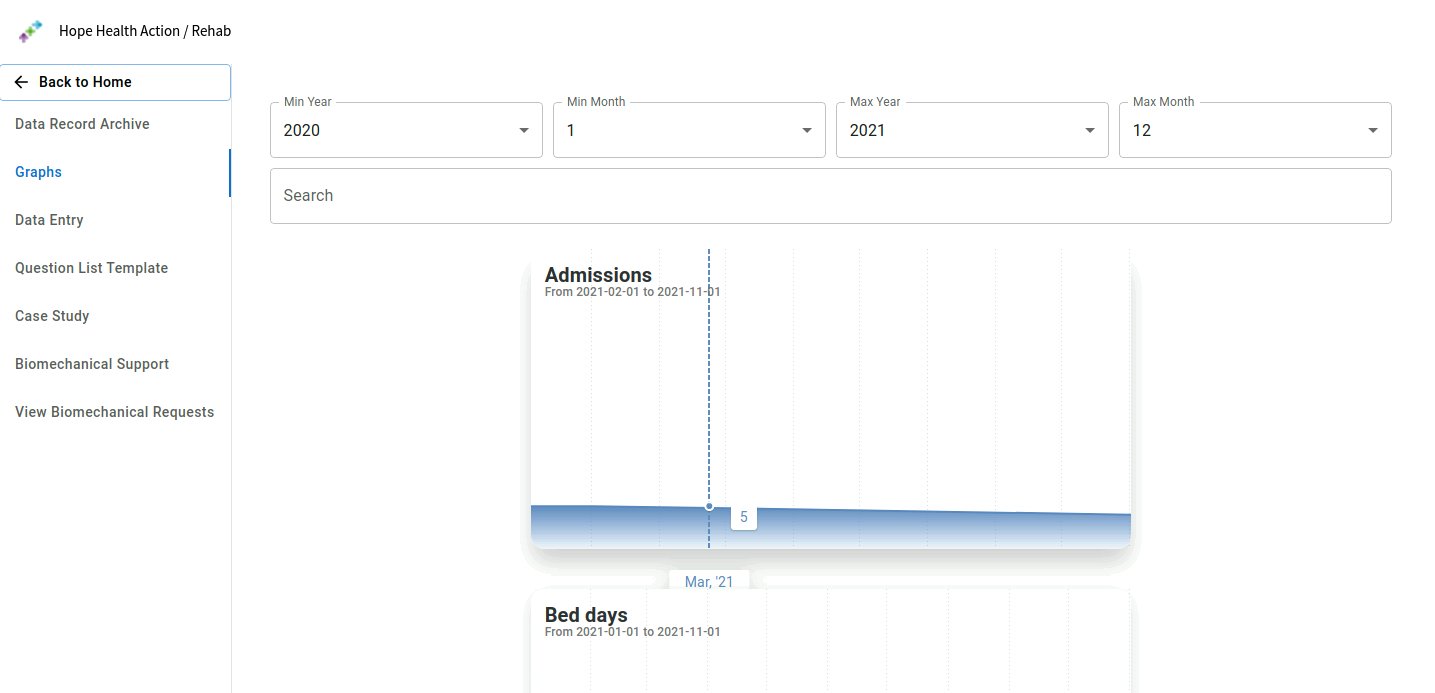 Hope Health Action / Rehab
Back to Home
Data Record Archive
Graphs
Data Entry
Question List Template
Case Study
Biomechanical Support
View Biomechanical Requests
Min Year
2020
Min Month
1
Max Year
2021
Max Month
12
Search
Admissions
From 2021-02-01 to 2021-11-01
5
Mar, '21
Bed days
From 2021-01-01 to 2021-11-01